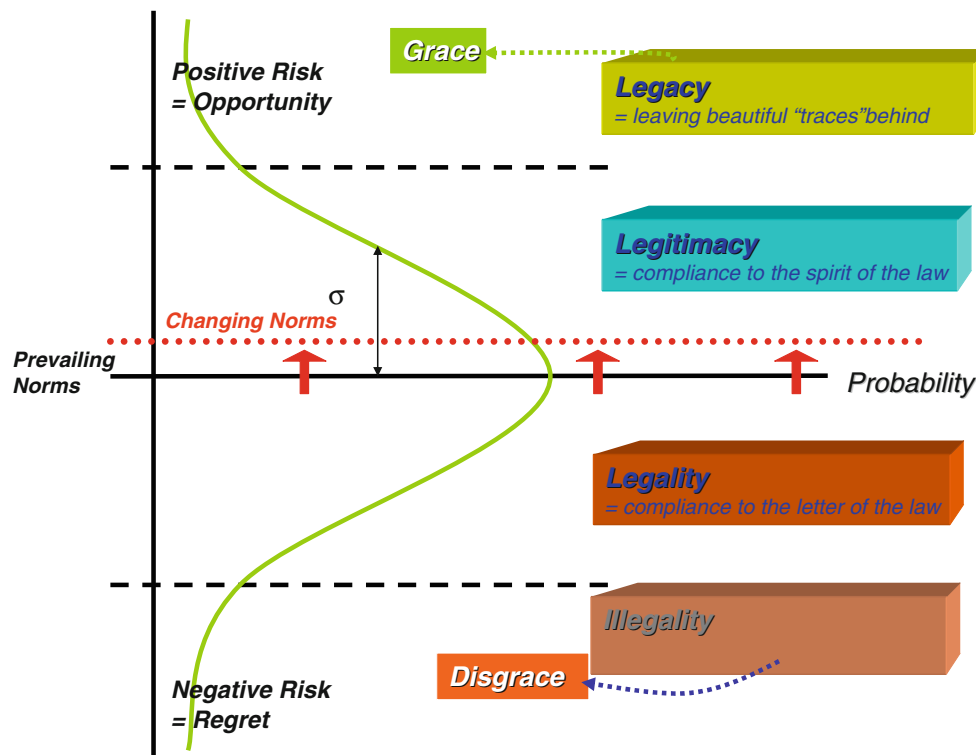 Grace
Positive Risk
= Opportunity
Legacy
= leaving beautiful “traces”behind
Legitimacy
= compliance to the spirit of the law
σ
Changing Norms
Prevailing
Norms
Probability
Legality
= compliance to the letter of the law
Illegality
Disgrace
Negative Risk
= Regret